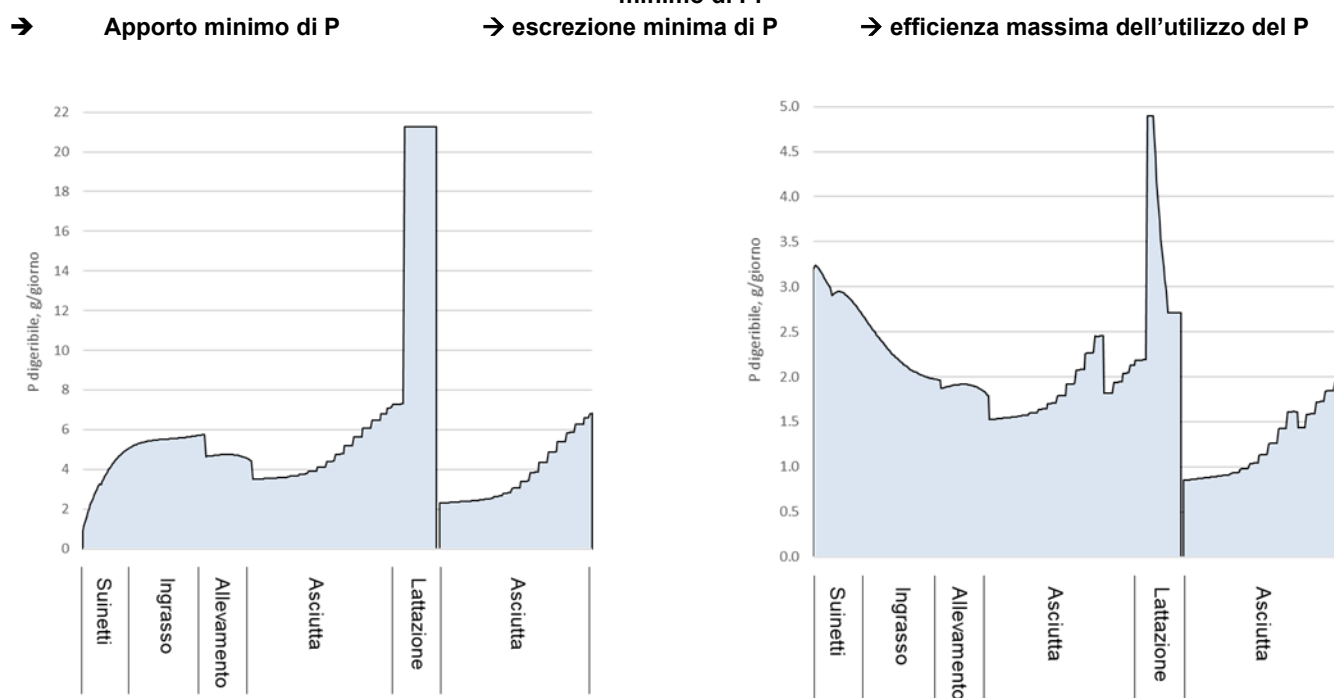 ➔ Apporto minimo di P → escrezione minima di P → efficienza massima dell'utilizzo del P
22
20
18
16
14
12
10
8
6
4
2
0
P digeribile, g/giorno
Suinetti
Ingrasso
Allevamento
Asciutta
Lattazione
Asciutta
5.0
4.5
4.0
3.5
3.0
2.5
2.0
1.5
1.0
0.5
0.0
P digeribile, g/giorno
Suinetti
Ingrasso
Allevamento
Asciutta
Lattazione
Asciutta